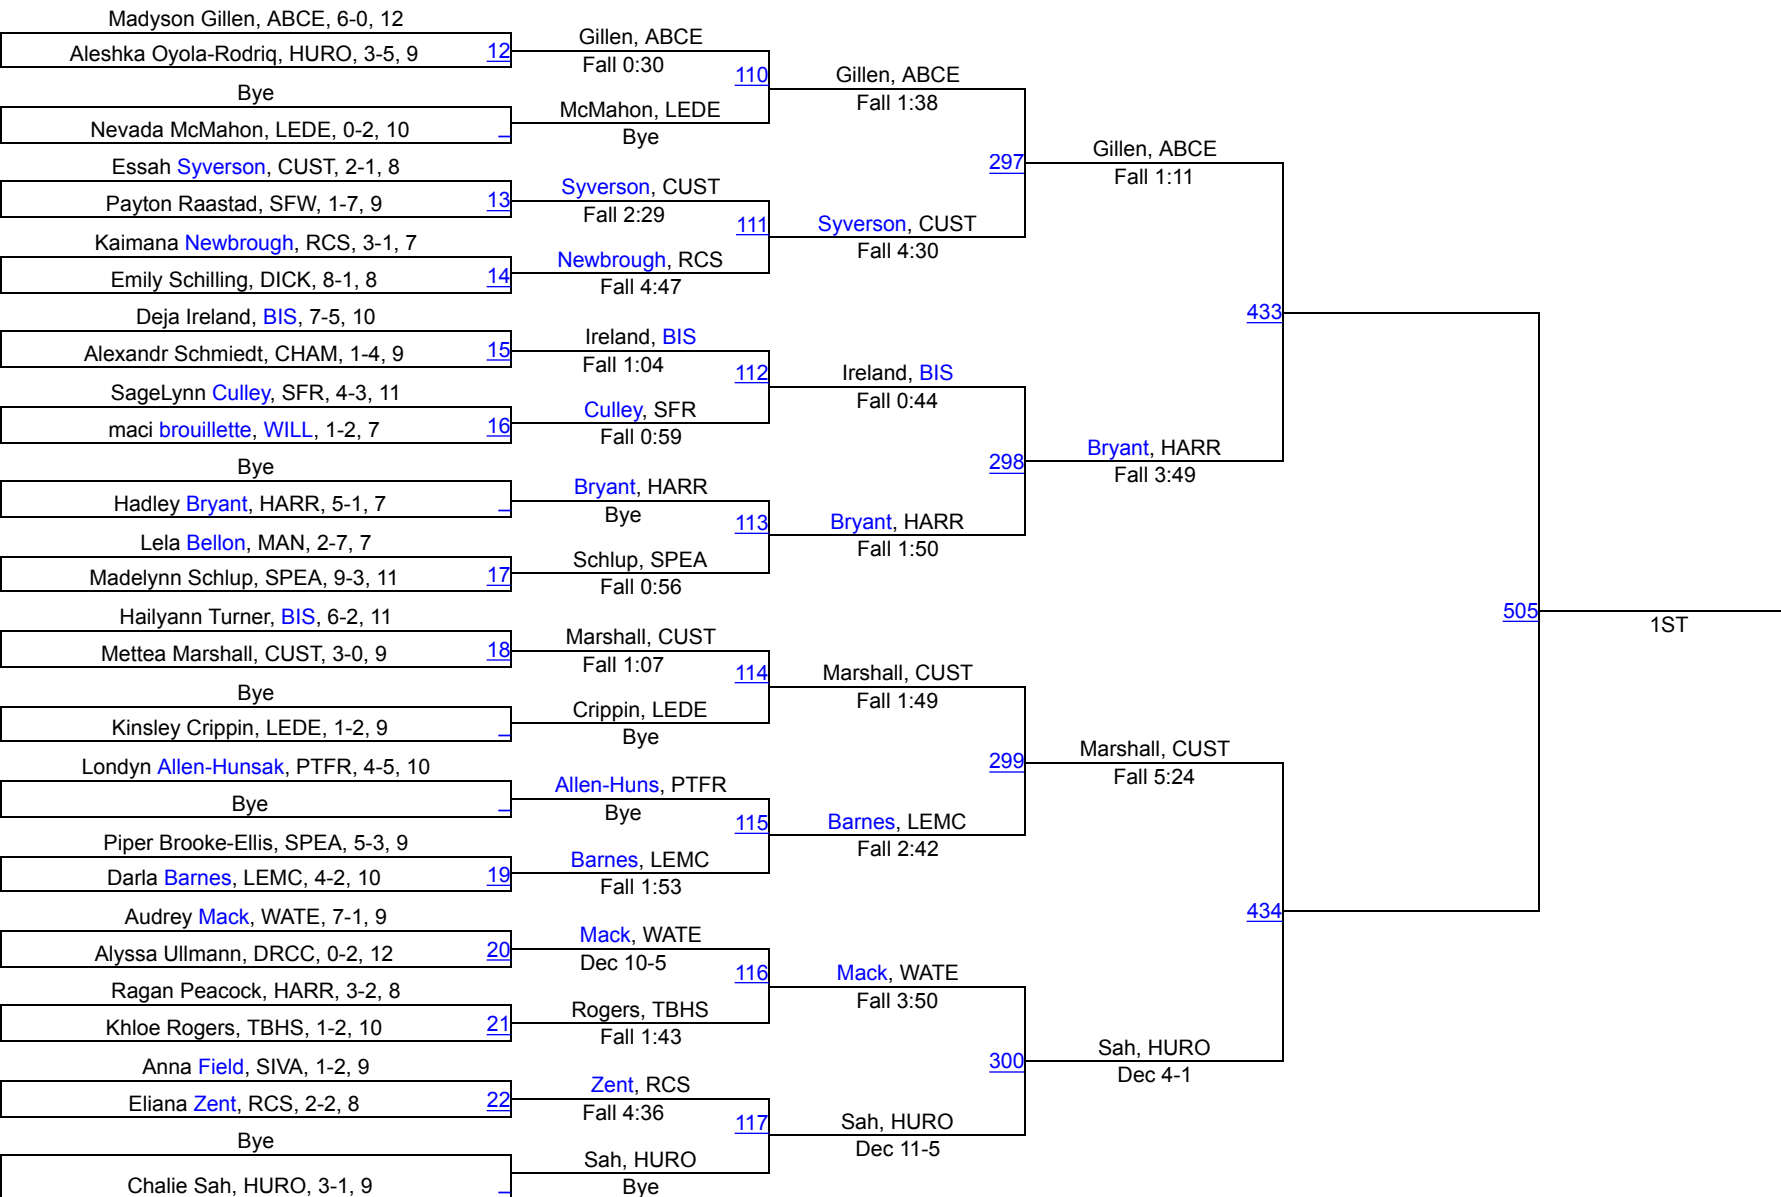 Madyson Gillen, ABCE, 6-0, 12
Aleshka Oyola-Rodriq, HURO, 3-5, 9
12
Bye
Nevada McMahon, LEDE, 0-2, 10
Essah Syverson, CUST, 2-1, 8
Payton Raastad, SFW, 1-7, 9
13
Kaimana Newbrough, RCS, 3-1, 7
Emily Schilling, DICK, 8-1, 8
14
Deja Ireland, BIS, 7-5, 10
Alexandr Schmiedt, CHAM, 1-4, 9
15
SageLynn Culley, SFR, 4-3, 11
maci brouillette, WILL, 1-2, 7
16
Bye
Hadley Bryant, HARR, 5-1, 7
Lela Bellon, MAN, 2-7, 7
Madelynn Schlup, SPEA, 9-3, 11
17
Hailyann Turner, BIS, 6-2, 11
Mettea Marshall, CUST, 3-0, 9
18
Bye
Kinsley Crippin, LEDE, 1-2, 9
Londyn Allen-Hunsak, PTFR, 4-5, 10
Bye
Piper Brooke-Ellis, SPEA, 5-3, 9
Darla Barnes, LEMC, 4-2, 10
19
Audrey Mack, WATE, 7-1, 9
Alyssa Ullmann, DRCC, 0-2, 12
20
Ragan Peacock, HARR, 3-2, 8
Khloe Rogers, TBHS, 1-2, 10
21
Anna Field, SIVA, 1-2, 9
Eliana Zent, RCS, 2-2, 8
22
Bye
Chalie Sah, HURO, 3-1, 9
Gillen, ABCE
Fall 0:30
110
McMahon, LEDE
Bye
Syverson, CUST
Fall 2:29
111
Newbrough, RCS
Fall 4:47
Ireland, BIS
Fall 1:04
112
Culley, SFR
Fall 0:59
Bryant, HARR
Bye
113
Schlup, SPEA
Fall 0:56
Marshall, CUST
Fall 1:07
114
Crippin, LEDE
Bye
Allen-Huns, PTFR
Bye
115
Barnes, LEMC
Fall 1:53
Mack, WATE
Dec 10-5
116
Rogers, TBHS
Fall 1:43
Zent, RCS
Fall 4:36
117
Sah, HURO
Bye
Gillen, ABCE
Fall 1:38
297
Syverson, CUST
Fall 4:30
Ireland, BIS
Fall 0:44
298
Bryant, HARR
Fall 1:50
Marshall, CUST
Fall 1:49
299
Barnes, LEMC
Fall 2:42
Mack, WATE
Fall 3:50
300
Sah, HURO
Dec 11-5
Gillen, ABCE
Fall 1:11
433
Bryant, HARR
Fall 3:49
Marshall, CUST
Fall 5:24
434
Sah, HURO
Dec 4-1
505
1ST